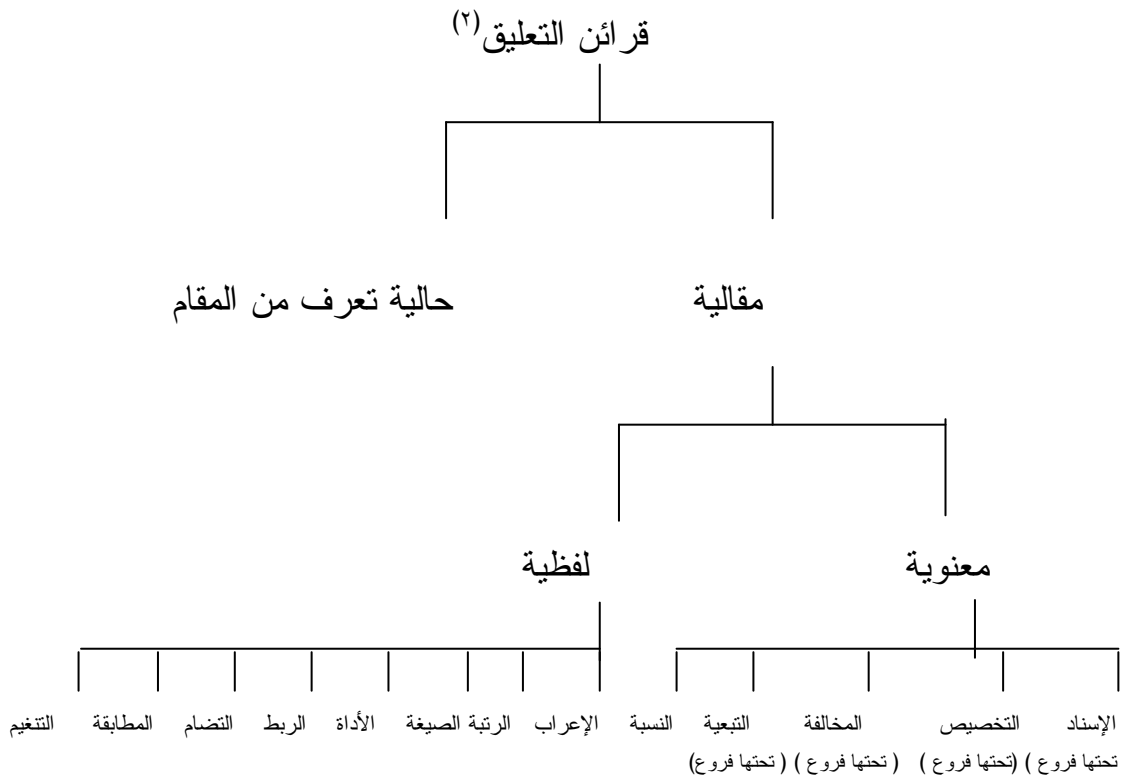 قرائن التعليق(٢)
مقالية حالية تعرف من المقام
معنوية لفظية
الإسناد التخصيص المخالفة التبعية النسبة الإعراب الرتبة الصيغة الأداة الربط التضام المطابقة التنغيم
(تحتها فروع) (تحتها فروع) (تحتها فروع) (تحتها فروع)